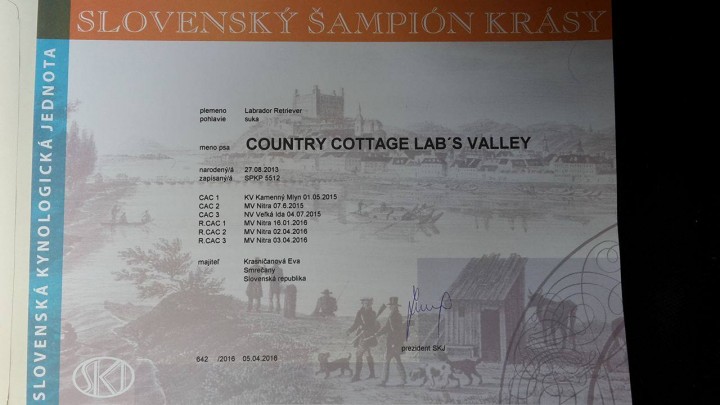 SLOVENSKÝ ŠAMPIÓN KRÁSY
SLOVENSKÁ KYNOLOGICKÁ JEDNOTA
plemeno Labrador Retriever
pohlavie suka
meno psa COUNTRY COTTAGE LAB´S VALLEY
narodený/á 27.08.2013
zapísaný/á SPKP 5512
CAC 1 KV Kamenný Mlyn 01.05.2015
CAC 2 MV Nitra 07.6.2015
CAC 3 NV Veľká Ida 04.07.2015
R.CAC 1 MV Nitra 16.01.2016
R.CAC 2 MV Nitra 02.04.2016
R.CAC 3 MV Nitra 03.04.2016
majiteľ Krasničanová Eva
Smrečany
Slovenská republika
prezident SKJ
642 /2016 05.04.2016
SKJ